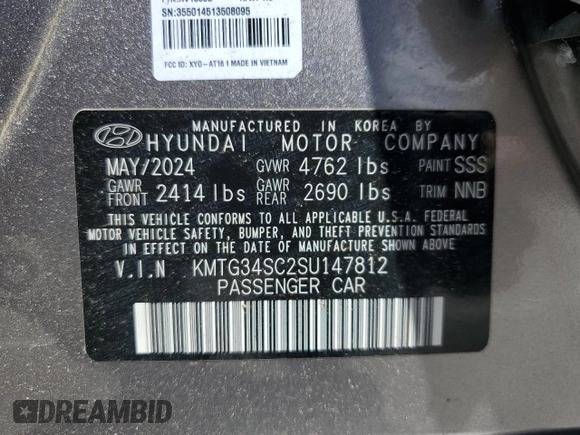 SN:355014513508095
FCC ID: XYO-AT16 I MADE IN VIETNAM
MANUFACTURED IN KOREA BY
HYUNDAI MOTOR COMPANY
MAY/2024 GVWR 4762 lbs PAINT SSS
GAWR FRONT 2414 lbs GAWR REAR 2690 lbs TRIM NNB
THIS VEHICLE CONFORMS TO ALL APPLICABLE U.S.A. FEDERAL
MOTOR VEHICLE SAFETY, BUMPER, AND THEFT PREVENTION STANDARDS
IN EFFECT ON THE DATE OF MANUFACTURE SHOWN ABOVE.
V.I.N KMTG34SC2SU147812
PASSENGER CAR
DREAMBID